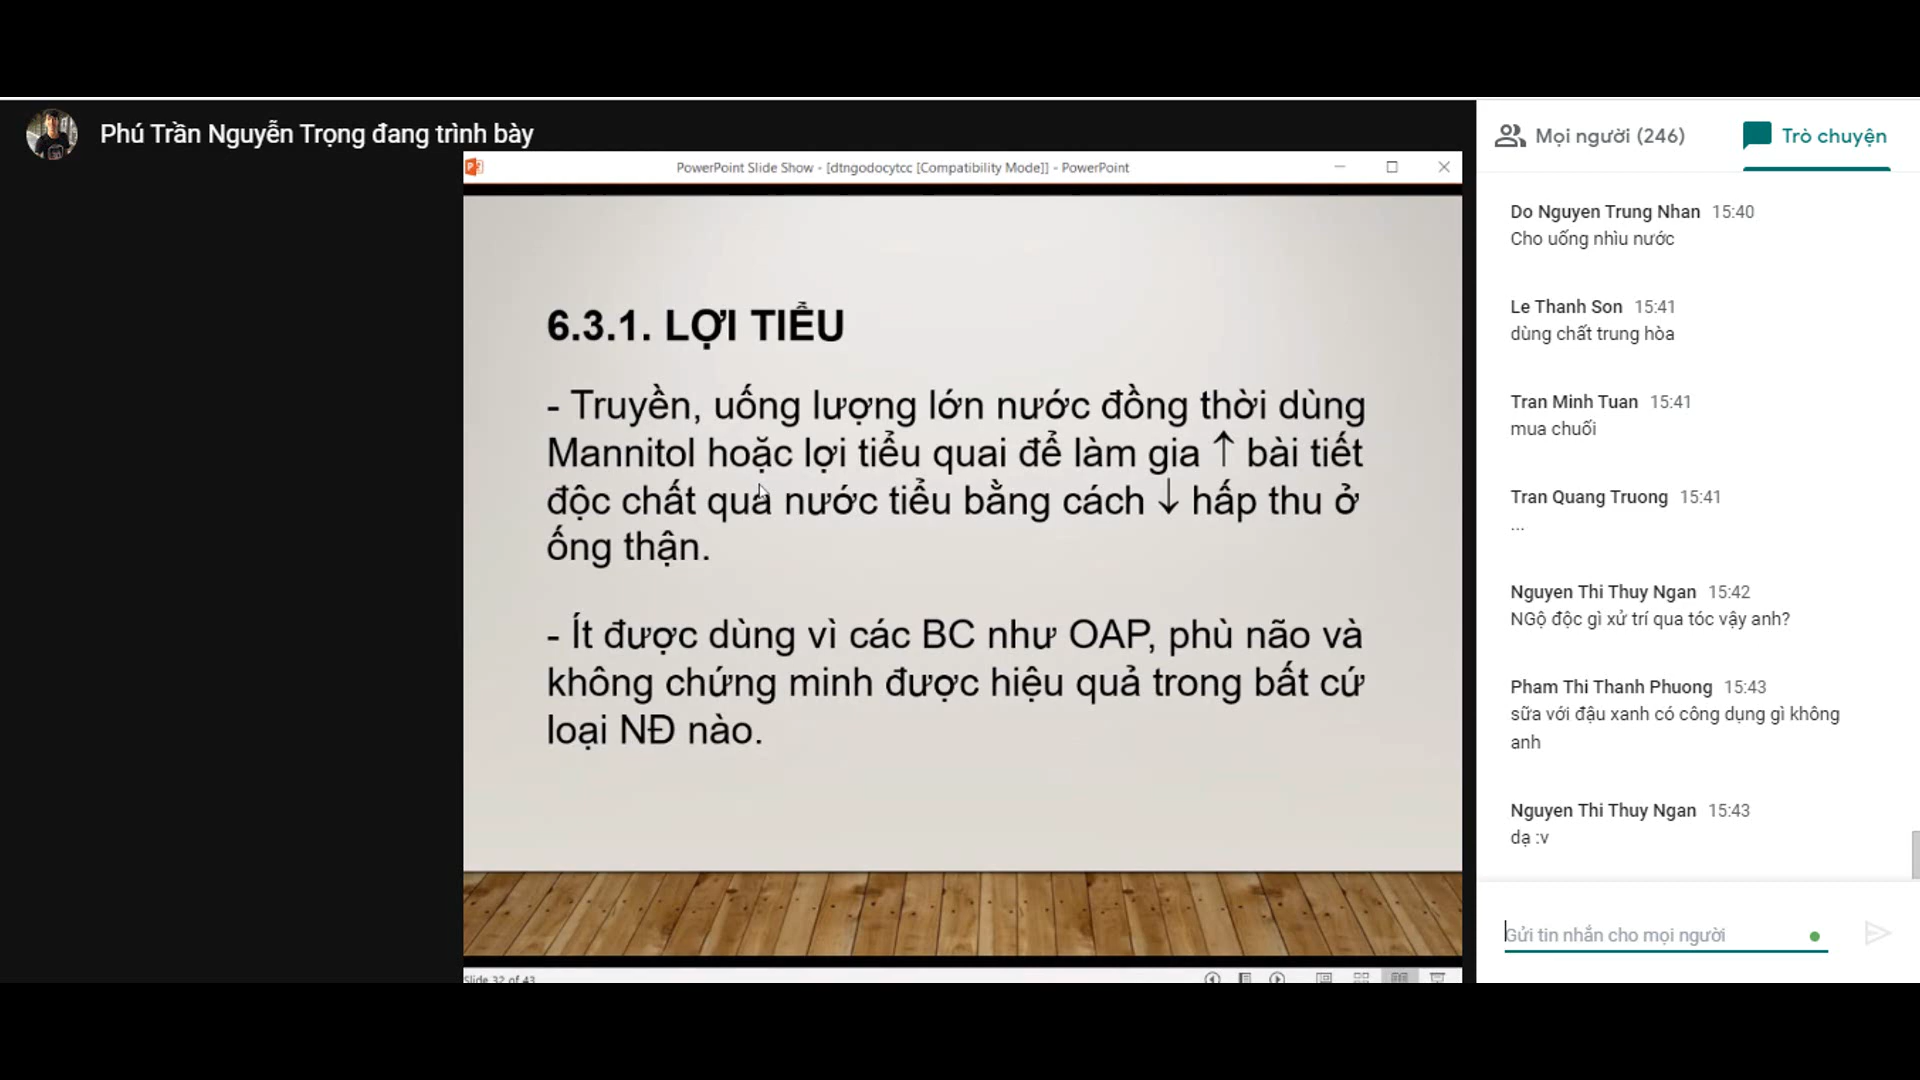 Phú Trần Nguyễn Trọng đang trình bày
PowerPoint Slide Show - [dtngodocytcc [Compatibility Mode]] - PowerPoint
6.3.1. LỢI TIỂU
- Truyền, uống lượng lớn nước đồng thời dùng
Mannitol hoặc lợi tiểu quai để làm gia ↑ bài tiết
độc chất qua nước tiểu bằng cách ↓ hấp thu ở
ống thận.
- Ít được dùng vì các BC như OAP, phù não và
không chứng minh được hiệu quả trong bất cứ
loại NĐ nào.
Slide 32 of 43
Mọi người (246)
Trò chuyện
Do Nguyen Trung Nhan 15:40
Cho uống nhìu nước
Le Thanh Son 15:41
dùng chất trung hòa
Tran Minh Tuan 15:41
mua chuối
Tran Quang Truong 15:41
...
Nguyen Thi Thuy Ngan 15:42
NGộ độc gì xử trí qua tóc vậy anh?
Pham Thi Thanh Phuong 15:43
sữa với đậu xanh có công dụng gì không
anh
Nguyen Thi Thuy Ngan 15:43
dạ :v
Gửi tin nhắn cho mọi người